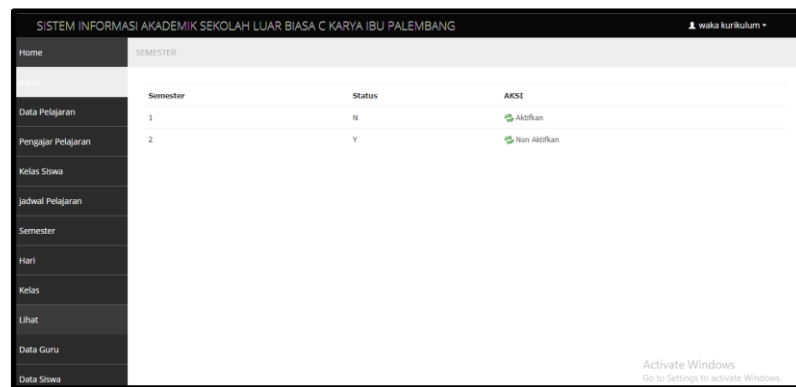 SISTEM INFORMASI AKADEMIK SEKOLAH LUAR BIASA C KARYA IBU PALEMBANG
waka kurikulum
Home
Input
Data Pelajaran
Pengajar Pelajaran
Kelas Siswa
jadwal Pelajaran
Semester
Hari
Kelas
Lihat
Data Guru
Data Siswa
SEMESTER
Semester Status AKSI
1 N Aktifkan
2 Y Non Aktifkan
Activate Windows
Go to Settings to activate Windows.